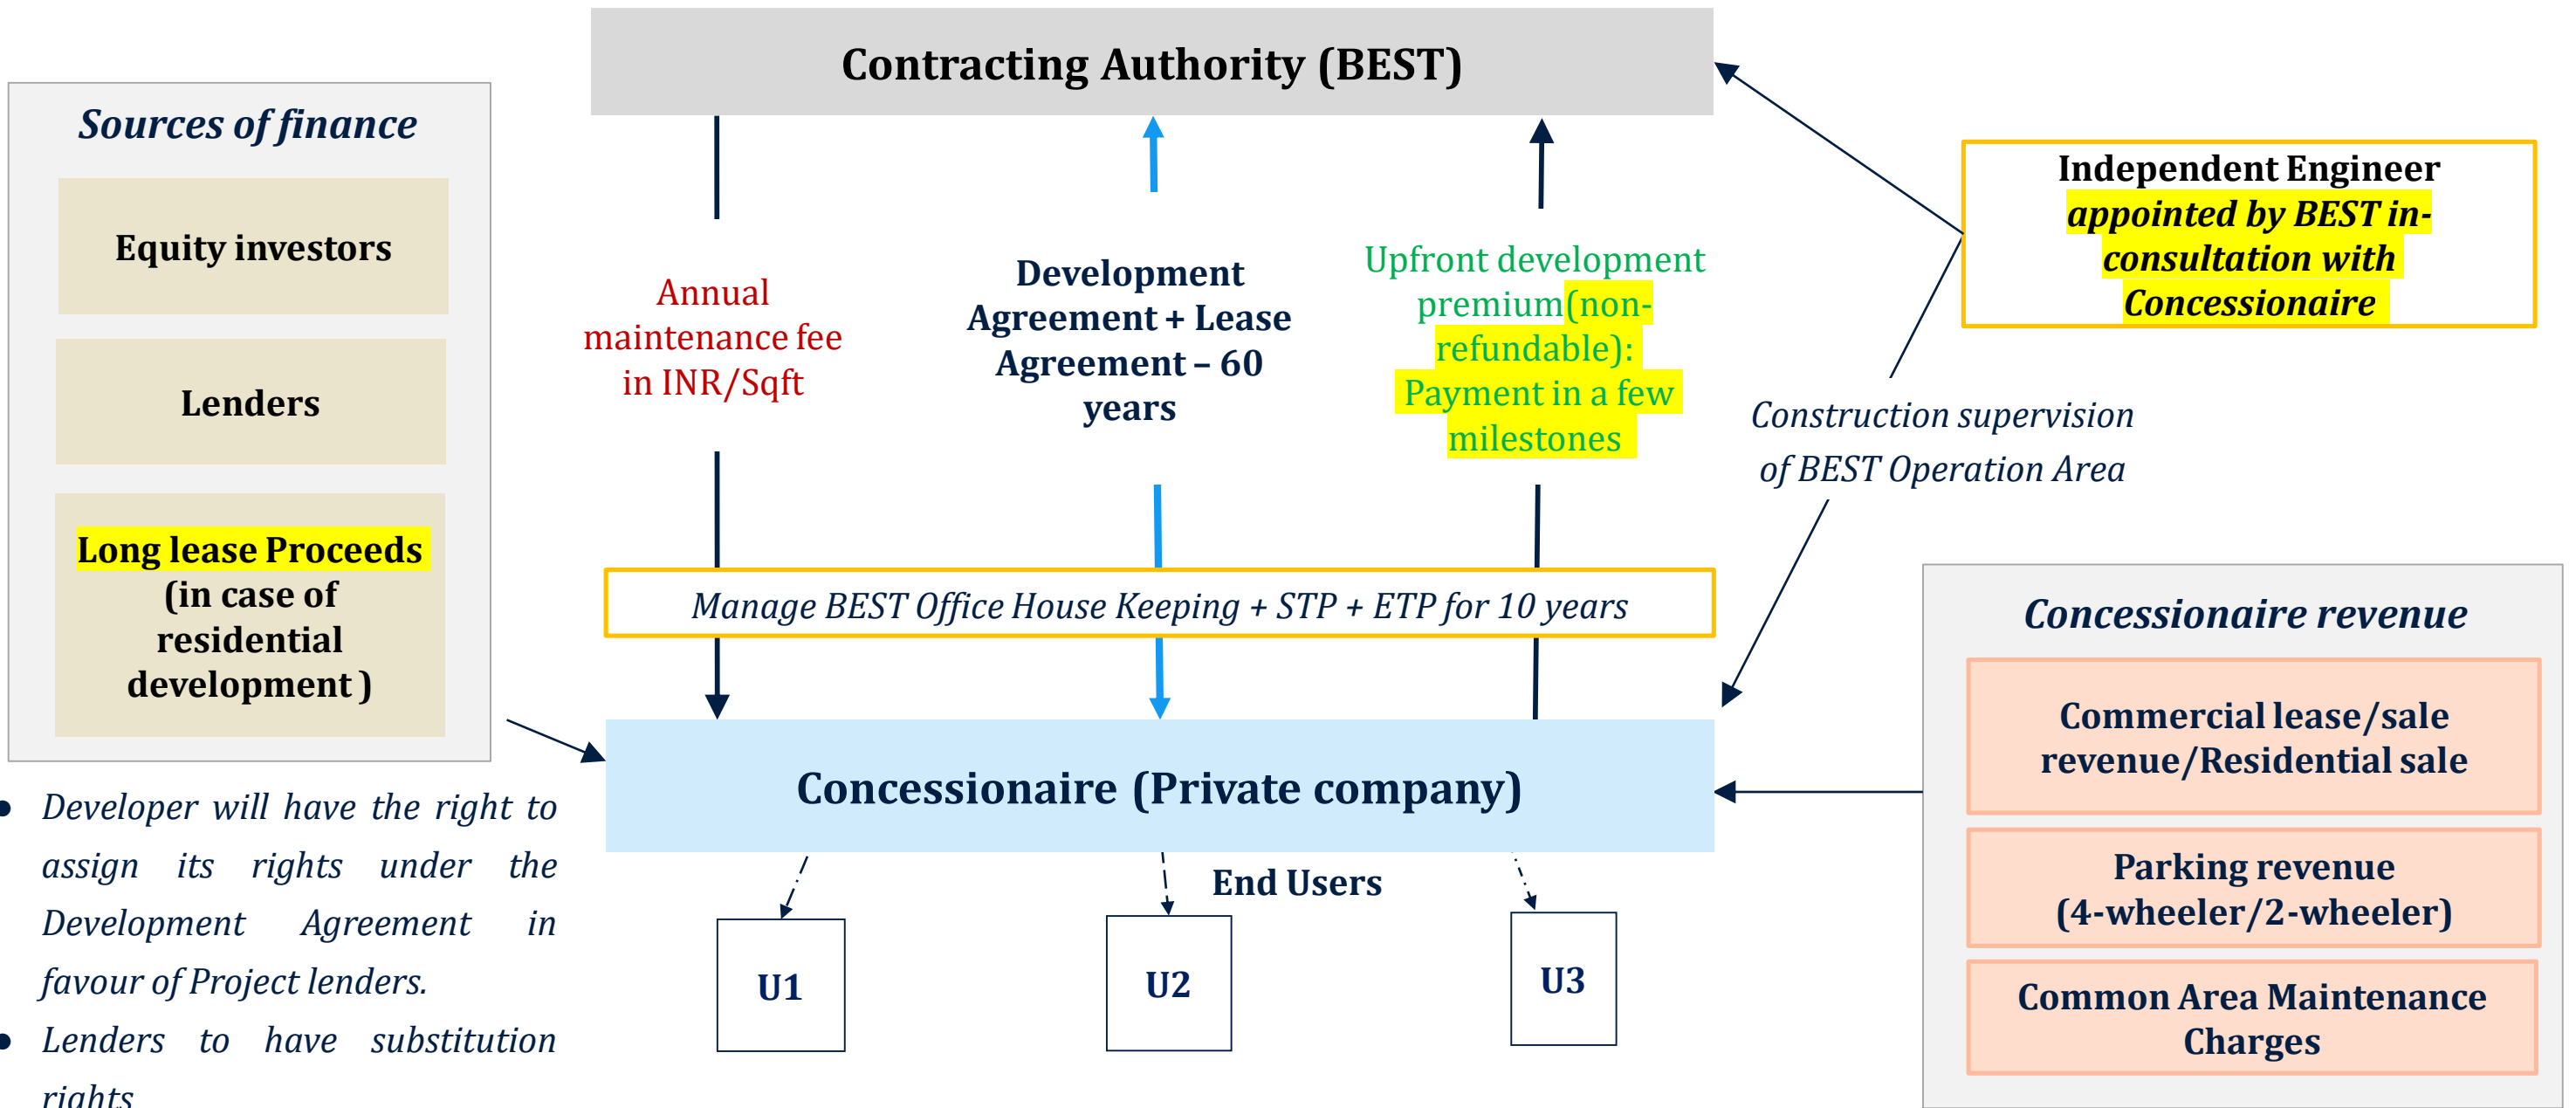 Contracting Authority (BEST)
Sources of finance
Equity investors
Lenders
Long lease Proceeds
(in case of
residential
development )
Annual
maintenance fee
in INR/Sqft
Development
Agreement + Lease
Agreement – 60
years
Upfront development
premium(non-
refundable):
Payment in a few
milestones
Independent Engineer
appointed by BEST in-
consultation with
Concessionaire
Construction supervision
of BEST Operation Area
Manage BEST Office House Keeping + STP + ETP for 10 years
Concessionaire (Private company)
End Users
U1
U2
U3
Concessionaire revenue
Commercial lease/sale
revenue/Residential sale
Parking revenue
(4-wheeler/2-wheeler)
Common Area Maintenance
Charges
● Developer will have the right to
assign its rights under the
Development Agreement in
favour of Project lenders.
● Lenders to have substitution
rights